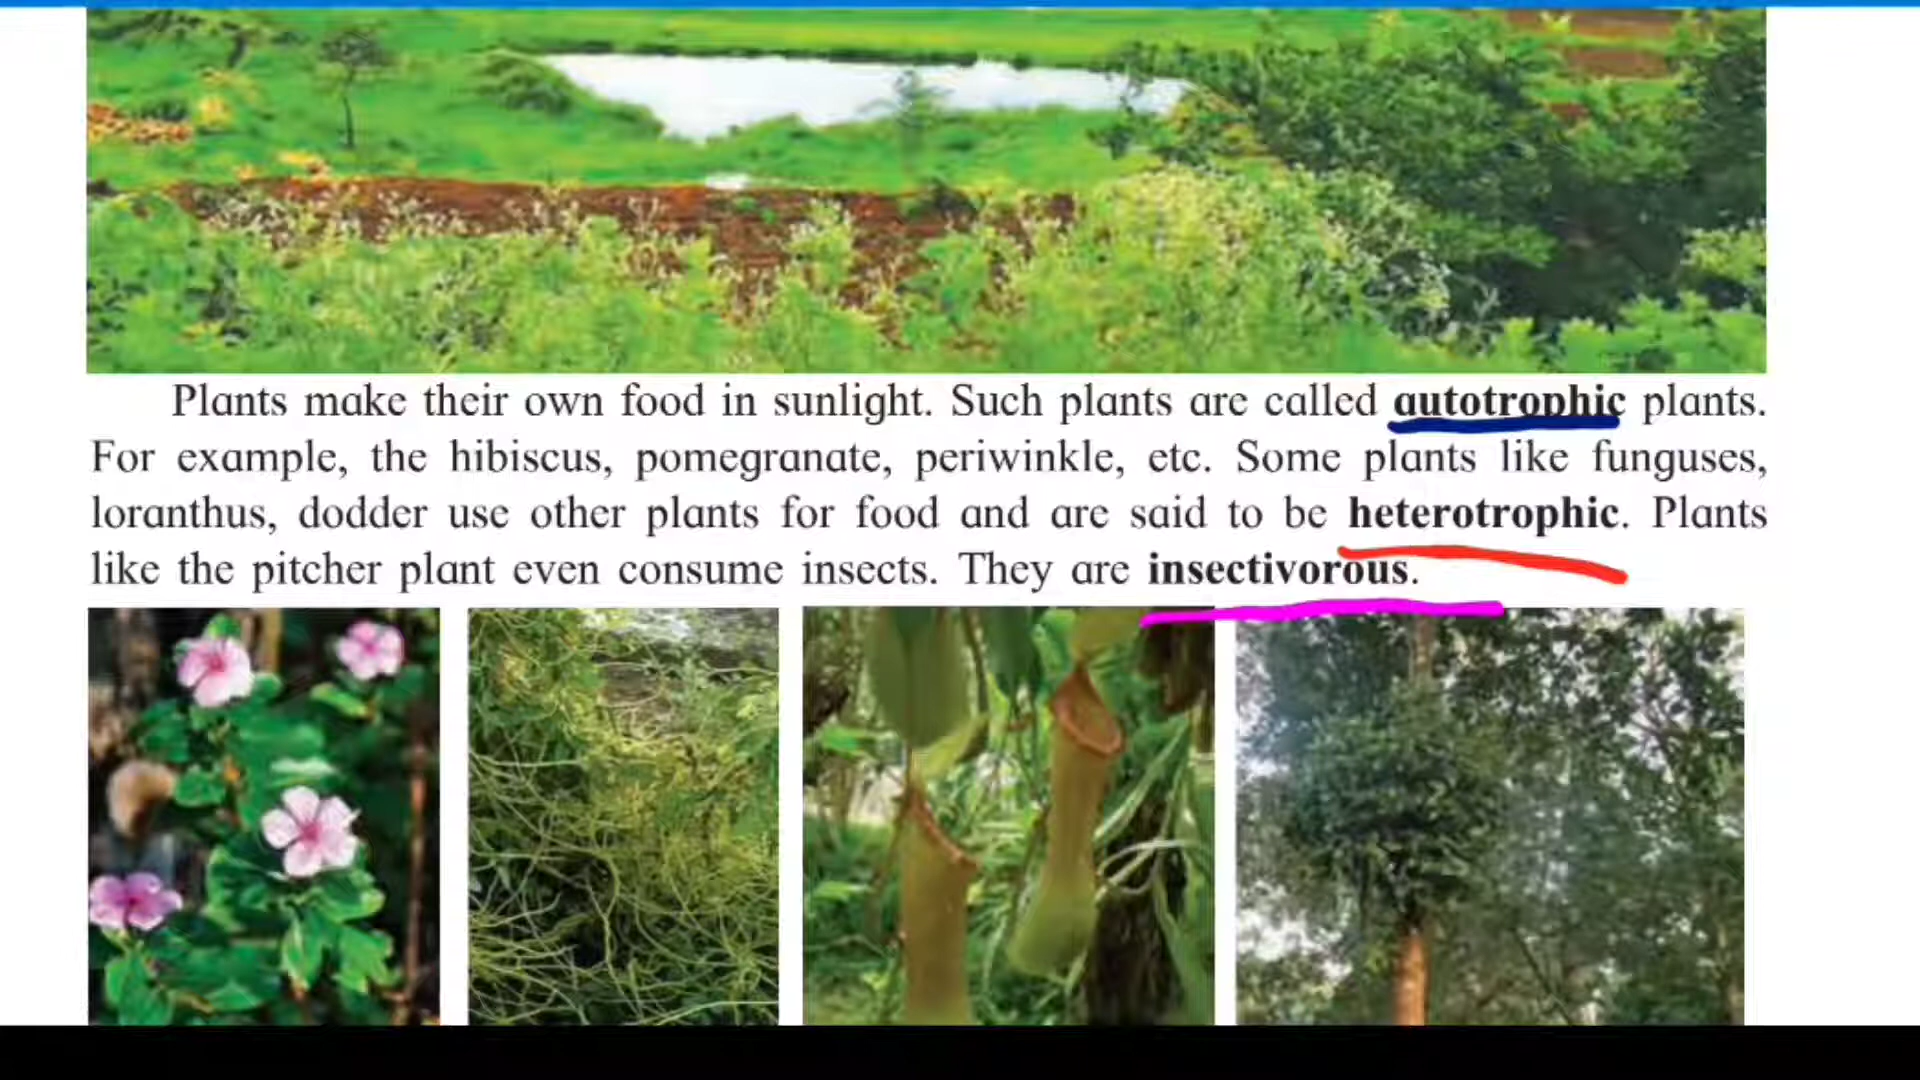 Plants make their own food in sunlight. Such plants are called autotrophic plants.
For example, the hibiscus, pomegranate, periwinkle, etc. Some plants like funguses,
loranthus, dodder use other plants for food and are said to be heterotrophic. Plants
like the pitcher plant even consume insects. They are insectivorous.